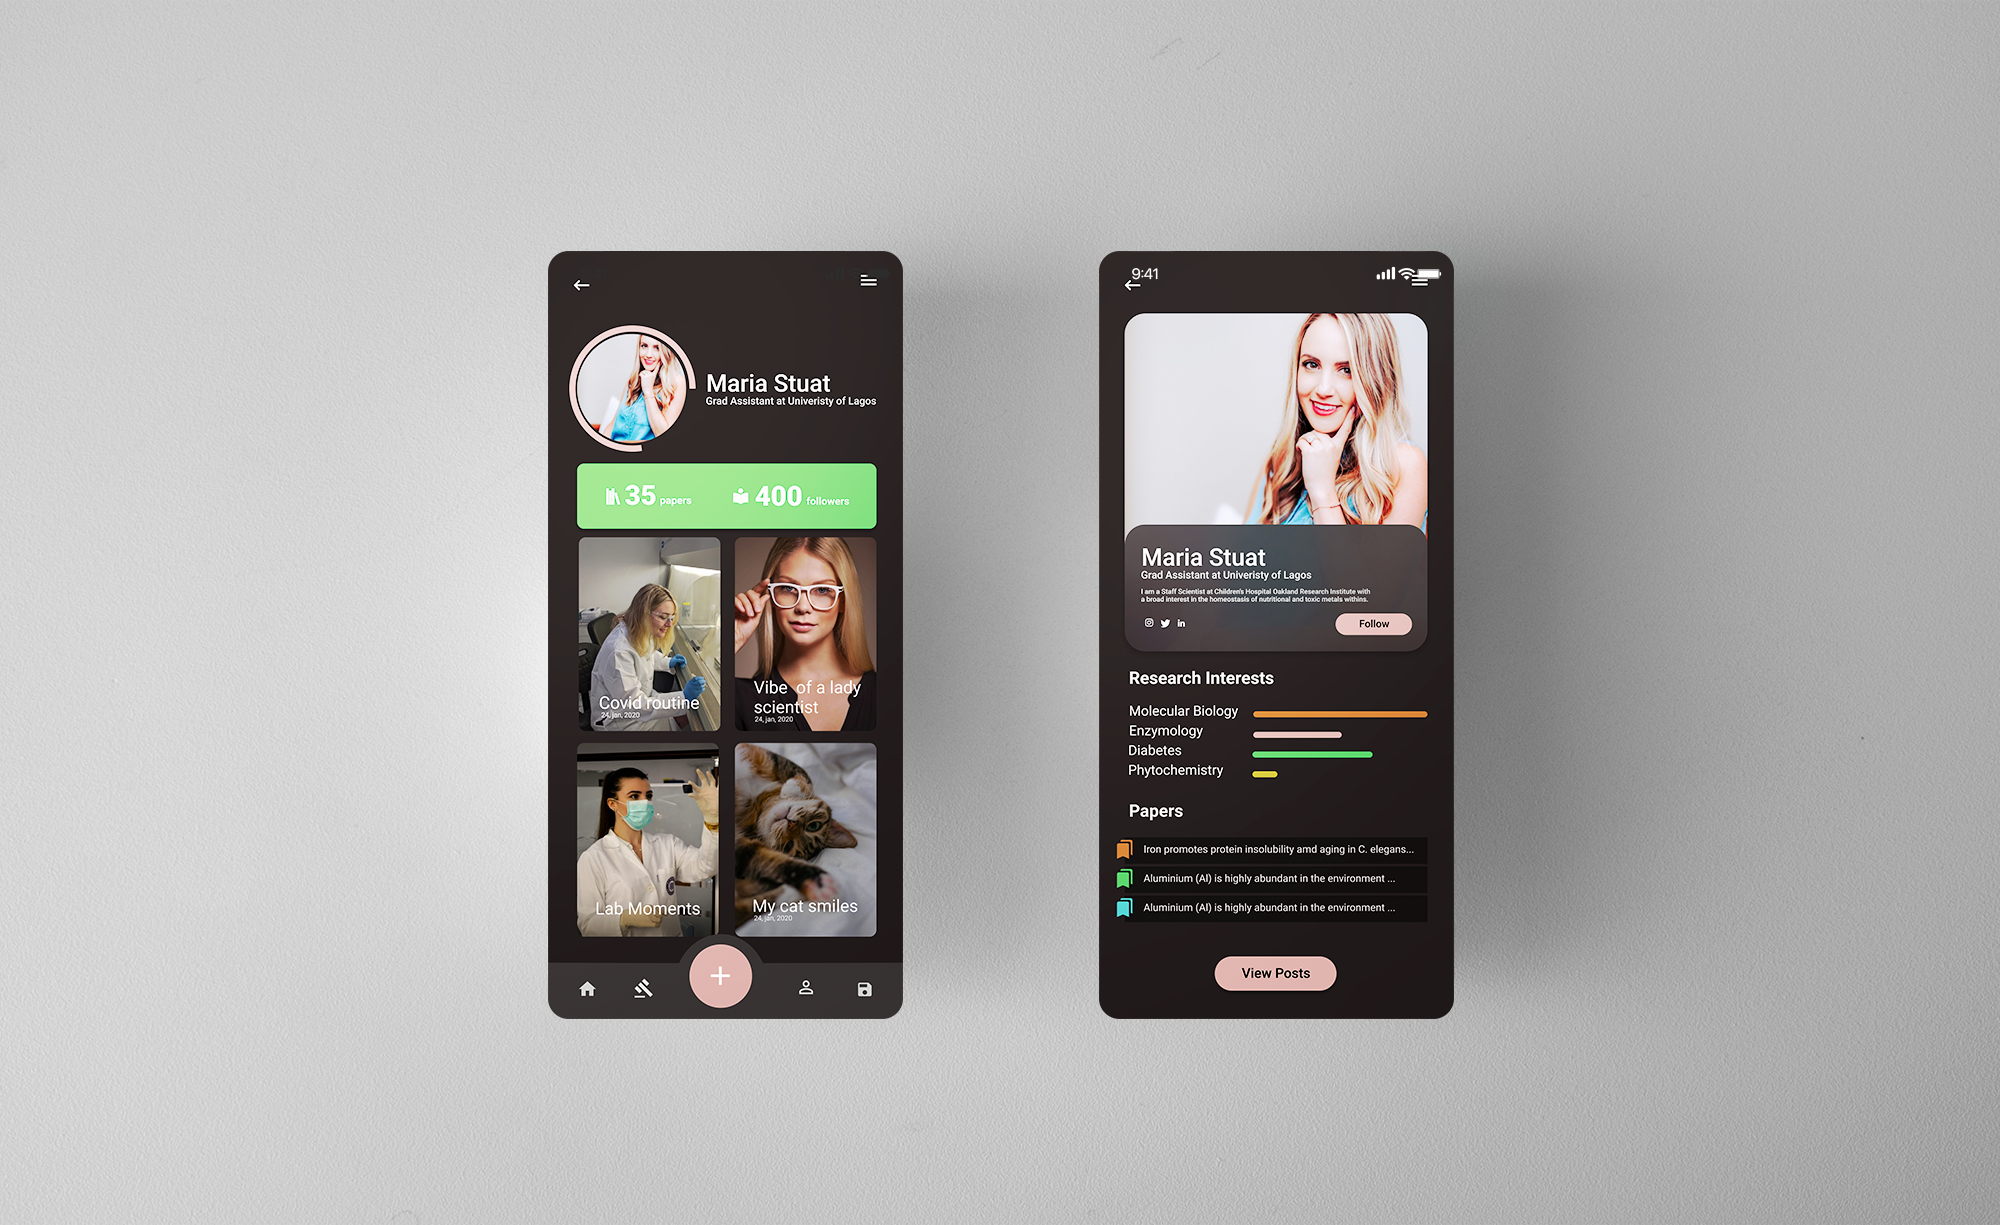 Maria Stuat
Grad Assistant at Univeristy of Lagos
35 papers
400 followers
Covid routine
24, jan, 2020
Vibe of a lady
scientist
24, jan, 2020
Lab Moments
My cat smiles
24, jan, 2020
9:41
Maria Stuat
Grad Assistant at Univeristy of Lagos
I am a Staff Scientist at Children's Hospital Oakland Research Institute with
a broad interest in the homeostasis of nutritional and toxic metals withins.
Follow
Research Interests
Molecular Biology
Enzymology
Diabetes
Phytochemistry
Papers
Iron promotes protein insolubility amd aging in C. elegans...
Aluminium (Al) is highly abundant in the environment ...
Aluminium (Al) is highly abundant in the environment ...
View Posts